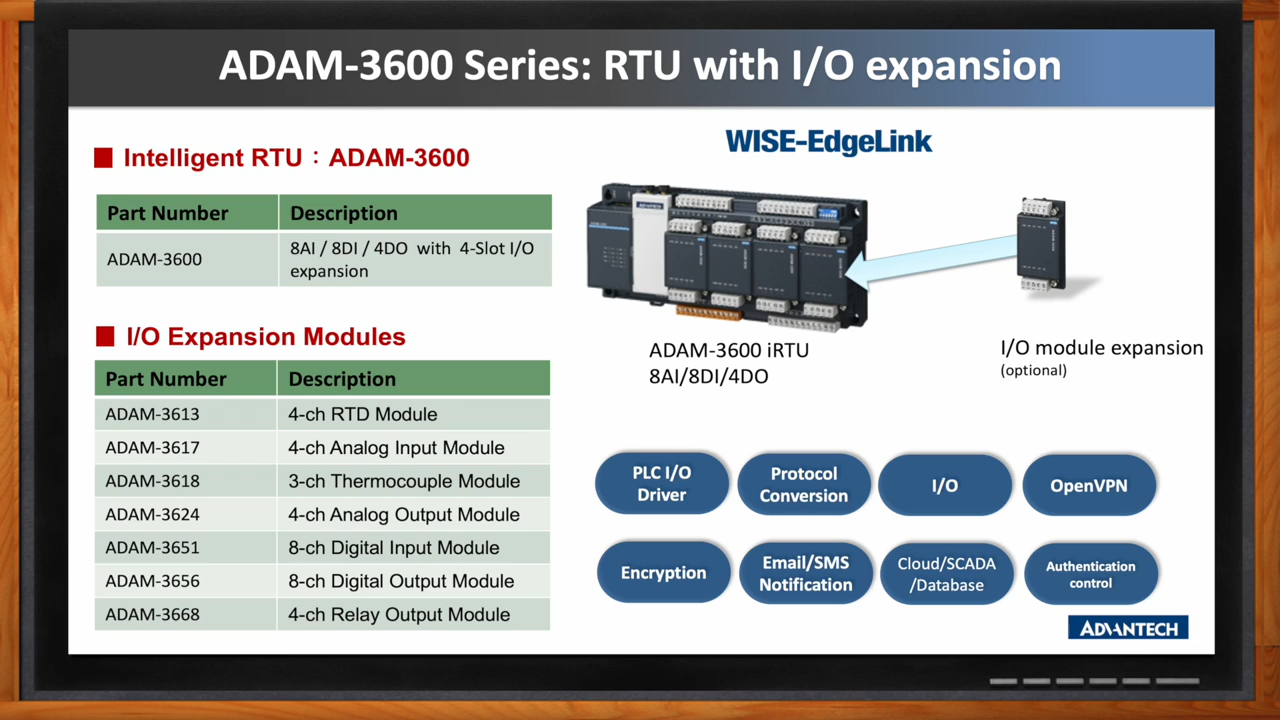 ADAM-3600 Series: RTU with I/O expansion
Intelligent RTU：ADAM-3600
Part Number Description
ADAM-3600 8AI / 8DI / 4DO with 4-Slot I/O
expansion
I/O Expansion Modules
Part Number Description
ADAM-3613 4-ch RTD Module
ADAM-3617 4-ch Analog Input Module
ADAM-3618 3-ch Thermocouple Module
ADAM-3624 4-ch Analog Output Module
ADAM-3651 8-ch Digital Input Module
ADAM-3656 8-ch Digital Output Module
ADAM-3668 4-ch Relay Output Module
WISE-EdgeLink
ADVANTECH
ADAM-3600 iRTU
8AI/8DI/4DO
I/O module expansion
(optional)
PLC I/O
Driver
Protocol
Conversion
I/O
OpenVPN
Encryption
Email/SMS
Notification
Cloud/SCADA
/Database
Authentication
control
ADVANTECH